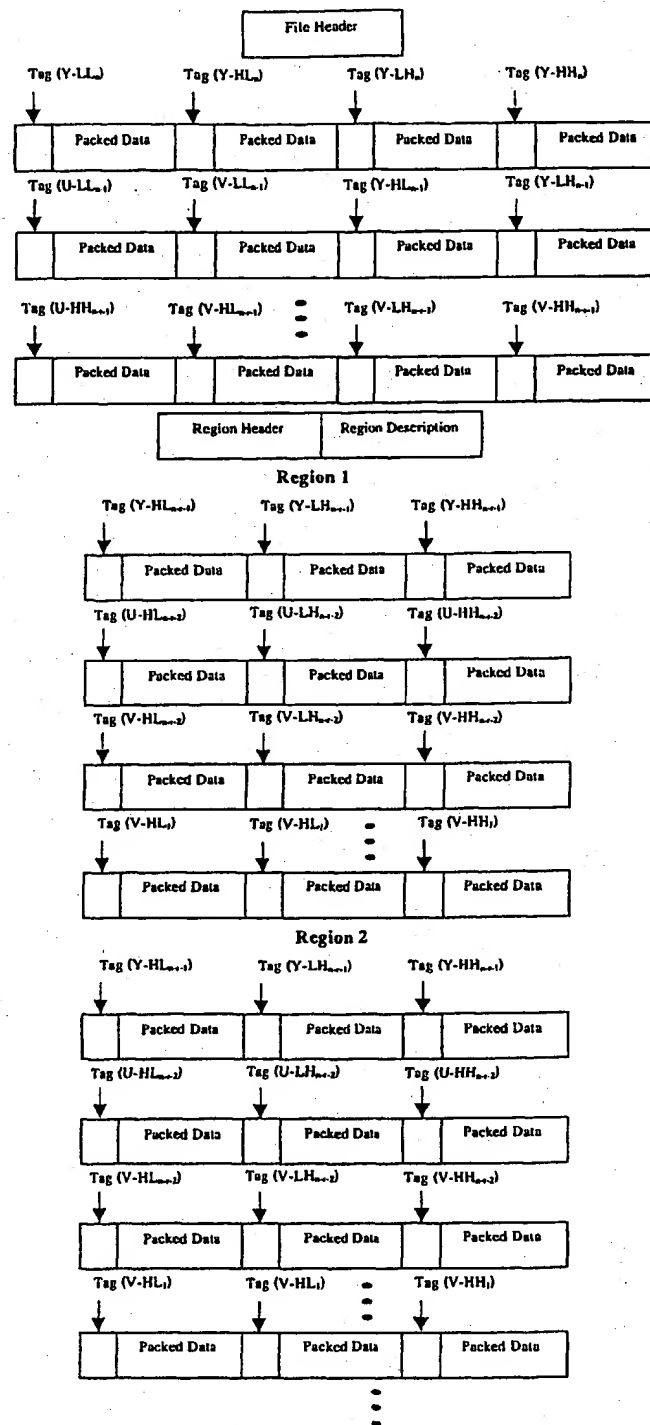 File Header
Tag (Y-LLₙ) Tag (Y-HLₙ) Tag (Y-LHₙ) Tag (Y-HHₙ)
Packed Data Packed Data Packed Data Packed Data
Tag (U-LLₙ₋₁) Tag (V-LLₙ₋₁) Tag (Y-HLₙ₋₁) Tag (Y-LHₙ₋₁)
Packed Data Packed Data Packed Data Packed Data
Tag (U-HHₙ₋ᵣ₋₁) Tag (V-HLₙ₋ᵣ₋₁) Tag (V-LHₙ₋ᵣ₋₁) Tag (V-HHₙ₋ᵣ₋₁)
Packed Data Packed Data Packed Data Packed Data
Region Header Region Description
Region 1
Tag (Y-HLₙ₋ᵣ₋₁) Tag (Y-LHₙ₋ᵣ₋₁) Tag (Y-HHₙ₋ᵣ₋₁)
Packed Data Packed Data Packed Data
Tag (U-HLₙ₋ᵣ₋₂) Tag (U-LHₙ₋ᵣ₋₂) Tag (U-HHₙ₋ᵣ₋₂)
Packed Data Packed Data Packed Data
Tag (V-HLₙ₋ᵣ₋₂) Tag (V-LHₙ₋ᵣ₋₂) Tag (V-HHₙ₋ᵣ₋₂)
Packed Data Packed Data Packed Data
Tag (V-HL₁) Tag (V-HL₁) Tag (V-HH₁)
Packed Data Packed Data Packed Data
Region 2
Tag (Y-HLₙ₋ᵣ₋₁) Tag (Y-LHₙ₋ᵣ₋₁) Tag (Y-HHₙ₋ᵣ₋₁)
Packed Data Packed Data Packed Data
Tag (U-HLₙ₋ᵣ₋₂) Tag (U-LHₙ₋ᵣ₋₂) Tag (U-HHₙ₋ᵣ₋₂)
Packed Data Packed Data Packed Data
Tag (V-HLₙ₋ᵣ₋₂) Tag (V-LHₙ₋ᵣ₋₂) Tag (V-HHₙ₋ᵣ₋₂)
Packed Data Packed Data Packed Data
Tag (V-HL₁) Tag (V-HL₁) Tag (V-HH₁)
Packed Data Packed Data Packed Data